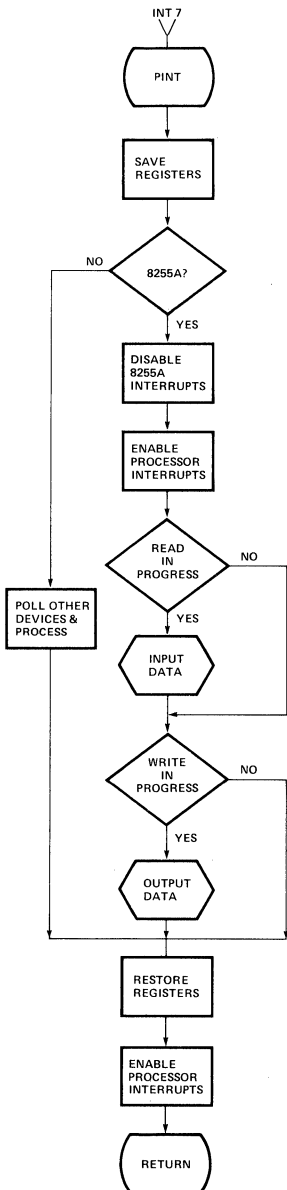 INT 7
PINT
SAVE
REGISTERS
8255A?
NO
YES
DISABLE
8255A
INTERRUPTS
ENABLE
PROCESSOR
INTERRUPTS
READ
IN
PROGRESS
NO
YES
POLL OTHER
DEVICES &
PROCESS
INPUT
DATA
WRITE
IN
PROGRESS
NO
YES
OUTPUT
DATA
RESTORE
REGISTERS
ENABLE
PROCESSOR
INTERRUPTS
RETURN